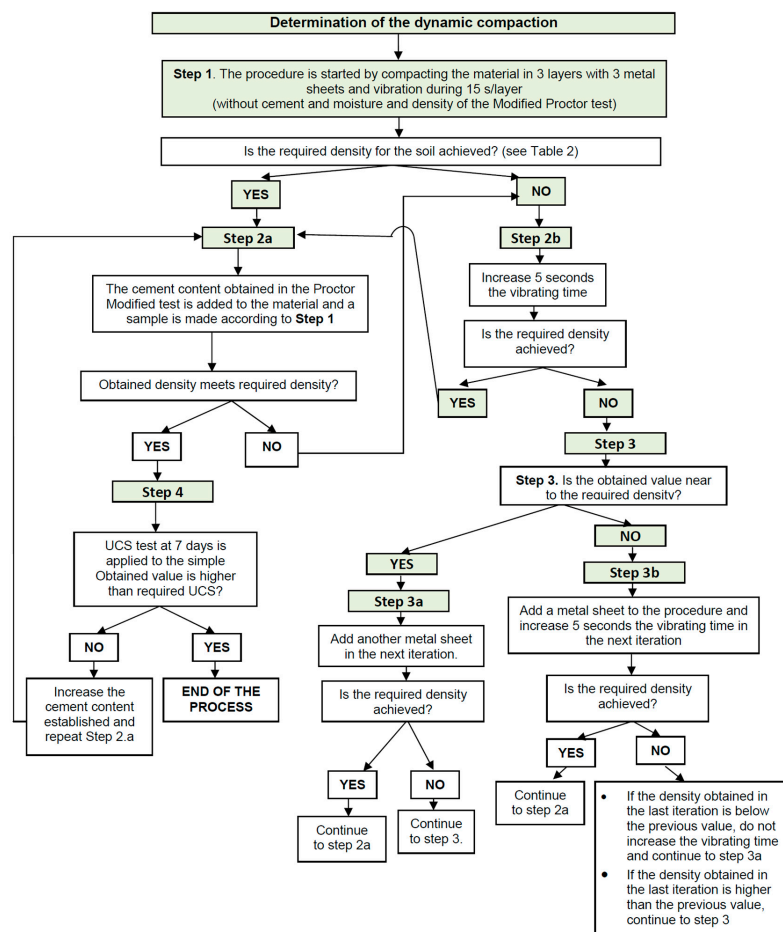 Determination of the dynamic compaction
Step 1. The procedure is started by compacting the material in 3 layers with 3 metal
sheets and vibration during 15 s/layer
(without cement and moisture and density of the Modified Proctor test)
Is the required density for the soil achieved? (see Table 2)
YES
NO
Step 2a
Step 2b
The cement content obtained in the Proctor
Modified test is added to the material and a
sample is made according to Step 1
Increase 5 seconds
the vibrating time
Is the required density
achieved?
Obtained density meets required density?
YES
NO
YES
NO
Step 3
Step 4
Step 3. Is the obtained value near
to the required density?
UCS test at 7 days is
applied to the simple
Obtained value is higher
than required UCS?
YES
NO
Step 3a
Step 3b
Add another metal sheet
in the next iteration.
Add a metal sheet to the procedure and
increase 5 seconds the vibrating time in
the next iteration
NO
YES
Increase the
cement content
established and
repeat Step 2.a
END OF THE
PROCESS
Is the required density
achieved?
Is the required density
achieved?
YES
NO
YES
NO
Continue
to step 2a
Continue
to step 3.
Continue
to step 2a
• If the density obtained in
the last iteration is below
the previous value, do not
increase the vibrating time
and continue to step 3a
• If the density obtained in
the last iteration is higher
than the previous value,
continue to step 3